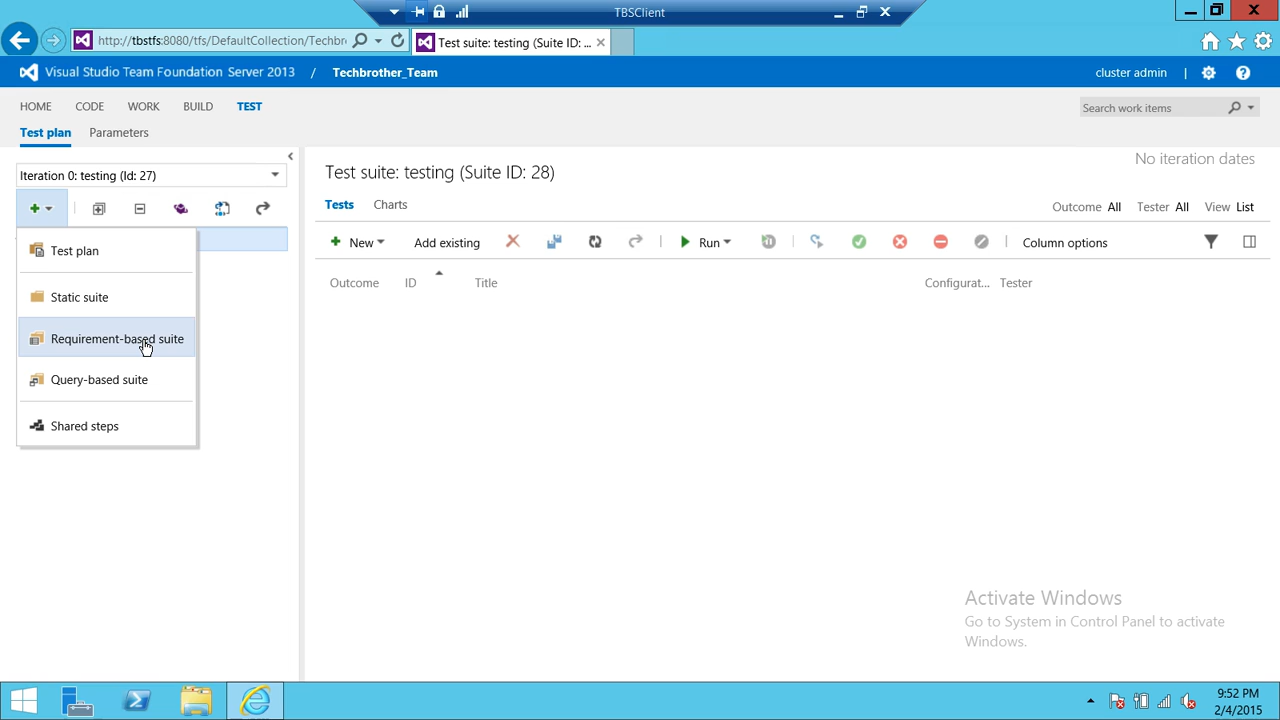 TBSClient
http://tbstfs:8080/tfs/DefaultCollection/Techbr
Test suite: testing (Suite ID: ...
Visual Studio Team Foundation Server 2013 / Techbrother_Team
cluster admin
HOME CODE WORK BUILD TEST
Search work items
Test plan Parameters
No iteration dates
Iteration 0: testing (Id: 27)
Test suite: testing (Suite ID: 28)
Tests Charts
Outcome All Tester All View List
New Add existing Run Column options
Test plan
Static suite
Requirement-based suite
Query-based suite
Shared steps
Outcome ID Title Configurat... Tester
Activate Windows
Go to System in Control Panel to activate
Windows.
9:52 PM
2/4/2015